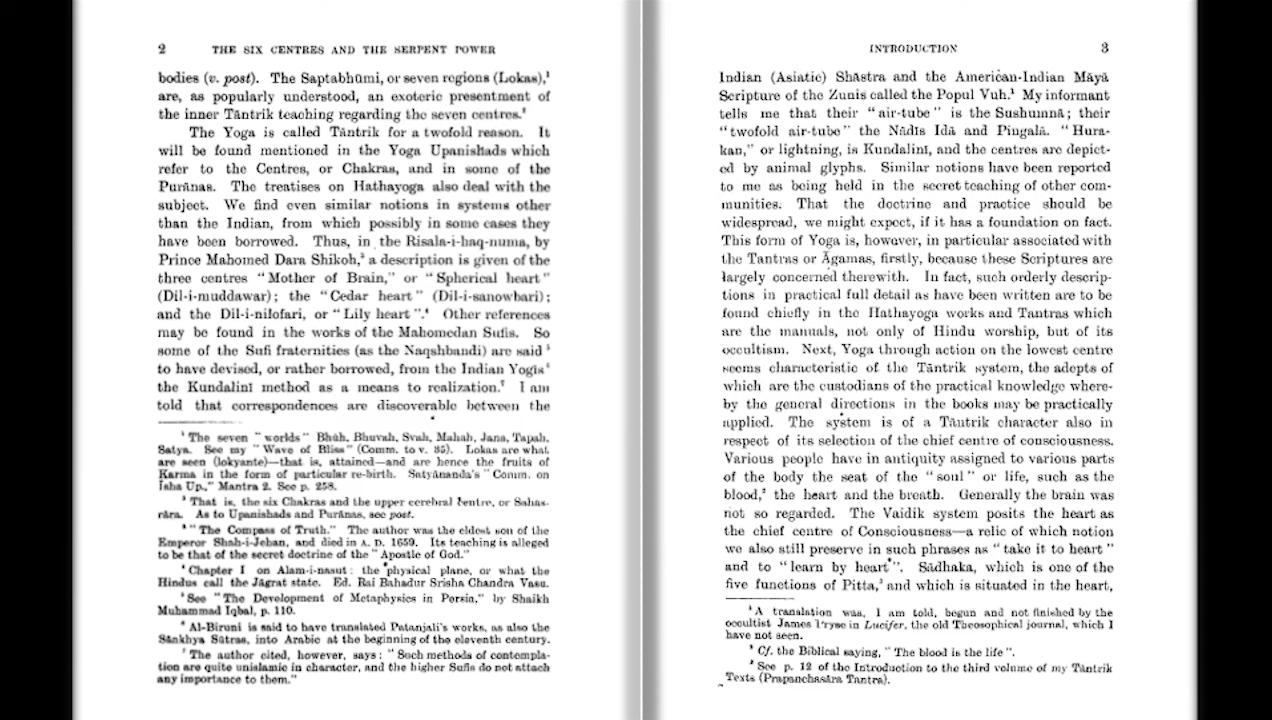 2 THE SIX CENTRES AND THE SERPENT POWER
bodies (v. post). The Saptabhūmi, or seven regions (Lokas),¹
are, as popularly understood, an exoteric presentment of
the inner Tāntrik teaching regarding the seven centres.²
The Yoga is called Tāntrik for a twofold reason. It
will be found mentioned in the Yoga Upanishads which
refer to the Centres, or Chakras, and in some of the
Purānas. The treatises on Hathayoga also deal with the
subject. We find even similar notions in systems other
than the Indian, from which possibly in some cases they
have been borrowed. Thus, in the Risala-i-haq-numa, by
Prince Mahomed Dara Shikoh,³ a description is given of the
three centres “Mother of Brain,” or “Spherical heart”
(Dil-i-muddawar); the “Cedar heart” (Dil-i-sanowbari);
and the Dil-i-nilofari, or “Lily heart”.⁴ Other references
may be found in the works of the Mahomedan Sufis. So
some of the Sufi fraternities (as the Naqshbandi) are said⁵
to have devised, or rather borrowed, from the Indian Yogīs⁶
the Kundalinī method as a means to realization.⁷ I am
told that correspondences are discoverable between the
¹ The seven “worlds” Bhūh, Bhuvah, Svah, Mahah, Jana, Tapah,
Satya. See my “Wave of Bliss” (Comm. to v. 35). Lokas are what
are seen (lokyante)—that is, attained—and are hence the fruits of
Karma in the form of particular re-birth. Satyānanda's “Comm. on
Īsha Up.,” Mantra 2. See p. 258.
² That is, the six Chakras and the upper cerebral centre, or Sahas-
rāra. As to Upanishads and Purānas, see post.
³ “The Compass of Truth.” The author was the eldest son of the
Emperor Shah-i-Jehan, and died in A. D. 1659. Its teaching is alleged
to be that of the secret doctrine of the “Apostle of God.”
⁴ Chapter I on Alam-i-nasut: the physical plane, or what the
Hindus call the Jāgrat state. Ed. Rai Bahadur Srisha Chandra Vasu.
⁵ See “The Development of Metaphysics in Persia,” by Shaikh
Muhammad Iqbal, p. 110.
⁶ Al-Biruni is said to have translated Patanjali's works, as also the
Sānkhya Sūtras, into Arabic at the beginning of the eleventh century.
⁷ The author cited, however, says: “Such methods of contempla-
tion are quite unislamic in character, and the higher Sufis do not attach
any importance to them.”
INTRODUCTION 3
Indian (Asiatic) Shāstra and the American-Indian Māyā
Scripture of the Zunis called the Popul Vuh.¹ My informant
tells me that their “air-tube” is the Sushumnā; their
“twofold air-tube” the Nādīs Idā and Pingalā. “Hura-
kan,” or lightning, is Kundalinī, and the centres are depict-
ed by animal glyphs. Similar notions have been reported
to me as being held in the secret teaching of other com-
munities. That the doctrine and practice should be
widespread, we might expect, if it has a foundation on fact.
This form of Yoga is, however, in particular associated with
the Tantras or Āgamas, firstly, because these Scriptures are
largely concerned therewith. In fact, such orderly descrip-
tions in practical full detail as have been written are to be
found chiefly in the Hathayoga works and Tantras which
are the manuals, not only of Hindu worship, but of its
occultism. Next, Yoga through action on the lowest centre
seems characteristic of the Tāntrik system, the adepts of
which are the custodians of the practical knowledge where-
by the general directions in the books may be practically
applied. The system is of a Tāntrik character also in
respect of its selection of the chief centre of consciousness.
Various people have in antiquity assigned to various parts
of the body the seat of the “soul” or life, such as the
blood,² the heart and the breath. Generally the brain was
not so regarded. The Vaidik system posits the heart as
the chief centre of Consciousness—a relic of which notion
we also still preserve in such phrases as “take it to heart”
and to “learn by heart”. Sādhaka, which is one of the
five functions of Pitta,³ and which is situated in the heart,
¹ A translation was, I am told, begun and not finished by the
occultist James Pryse in Lucifer, the old Theosophical journal, which I
have not seen.
² Cf. the Biblical saying, “The blood is the life”.
³ See p. 12 of the Introduction to the third volume of my Tāntrik
Texts (Prapanchasāra Tantra).